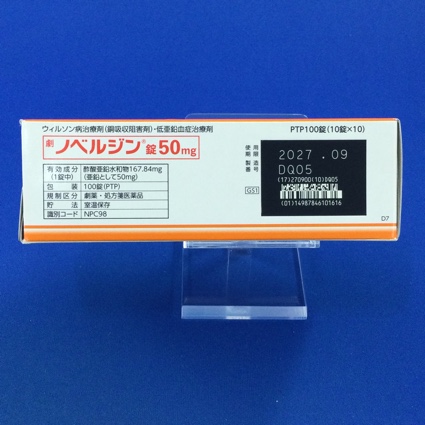 ウィルソン病治療剤(銅吸収阻害剤)・低亜鉛血症治療剤
PTP100錠(10錠×10)
劇 ノベルジン®錠50mg
有効成分(1錠中) 酢酸亜鉛水和物167.84mg(亜鉛として50mg)
包装 100錠(PTP)
規制区分 劇薬・処方箋医薬品
貯法 室温保存
識別コード NPC98
使用期限 2027.09
製造番号 DQ05
(17)270900(10)DQ05
GS1
(01)14987846101616
D7